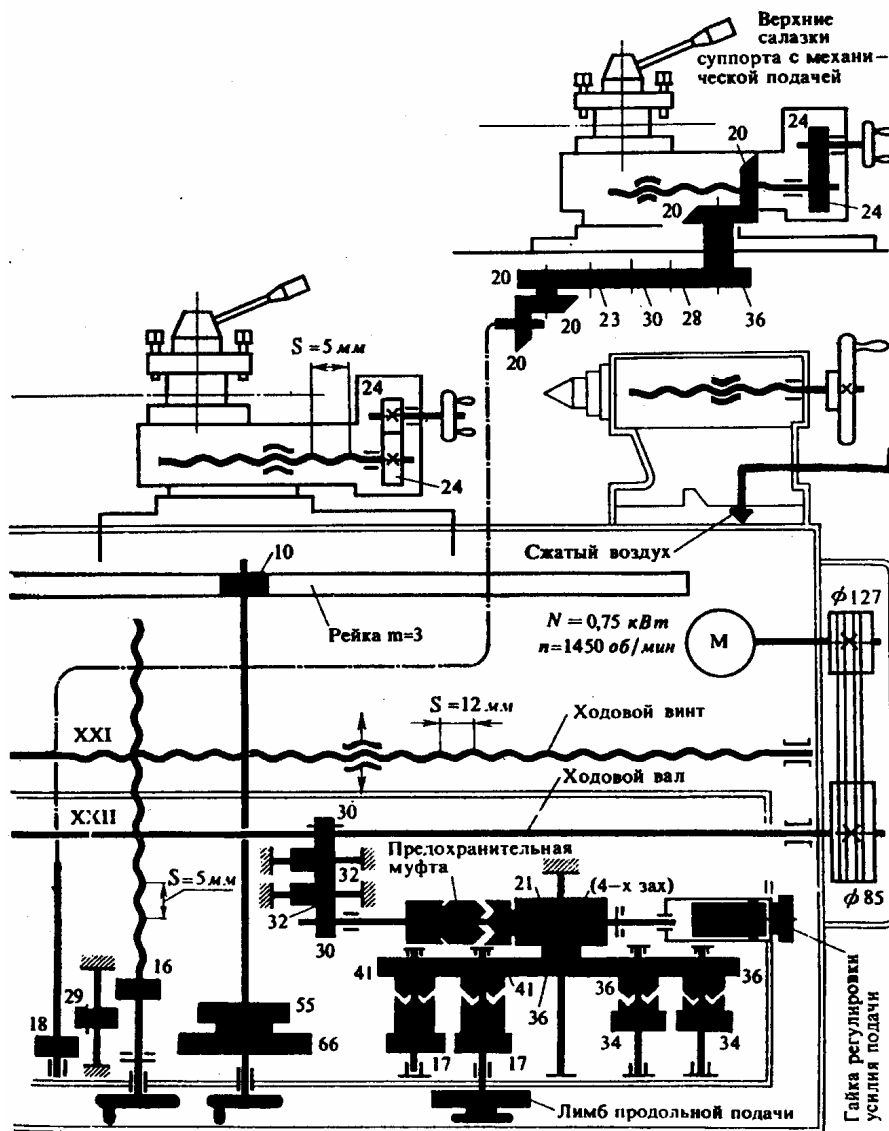 Верхние
салазки
суппорта с механи-
ческой подачей
24
20
20
24
20
23
30
28
36
20
20
S = 5 мм
24
24
Сжатый воздух
10
Рейка m=3
N = 0,75 кВт
n=1450 об/мин
М
ϕ127
S=12 мм
Ходовой винт
XXI
Ходовой вал
XXII
30
Предохранительная
муфта
32
21
(4-х зах)
S=5 мм
32
30
ϕ85
16
41
41
36
36
36
29
55
18
66
17
17
34
34
Лимб продольной подачи
Гайка регулировки
усилия подачи